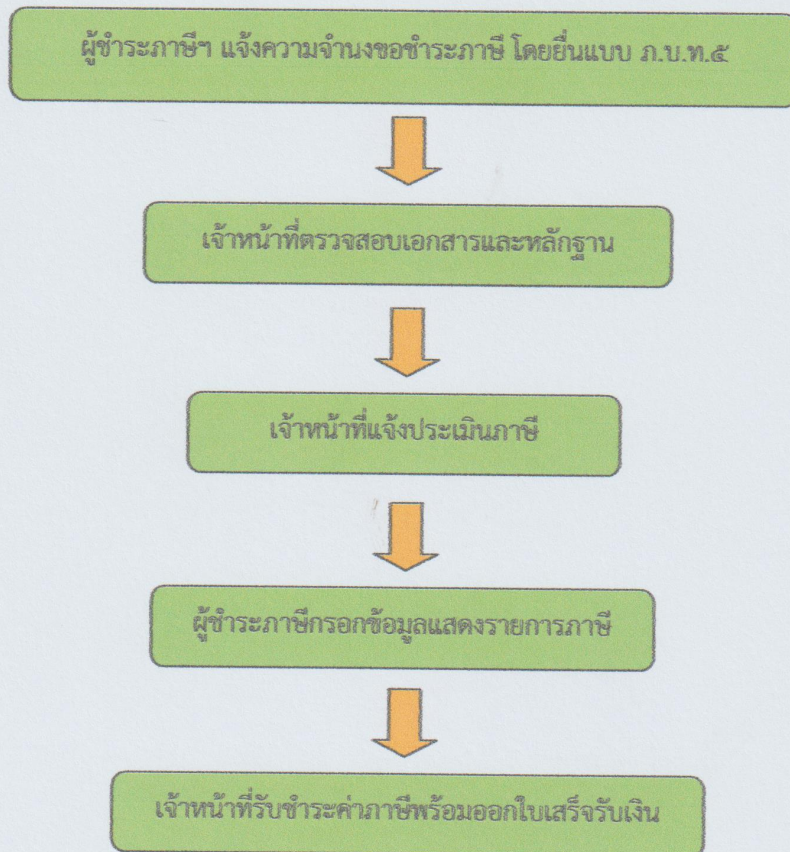 ผู้ชำระภาษีฯ แจ้งความจำนงขอชำระภาษี โดยยื่นแบบ ภ.บ.ท.๕
เจ้าหน้าที่ตรวจสอบเอกสารและหลักฐาน
เจ้าหน้าที่แจ้งประเมินภาษี
ผู้ชำระภาษีกรอกข้อมูลแสดงรายการภาษี
เจ้าหน้าที่รับชำระค่าภาษีพร้อมออกใบเสร็จรับเงิน